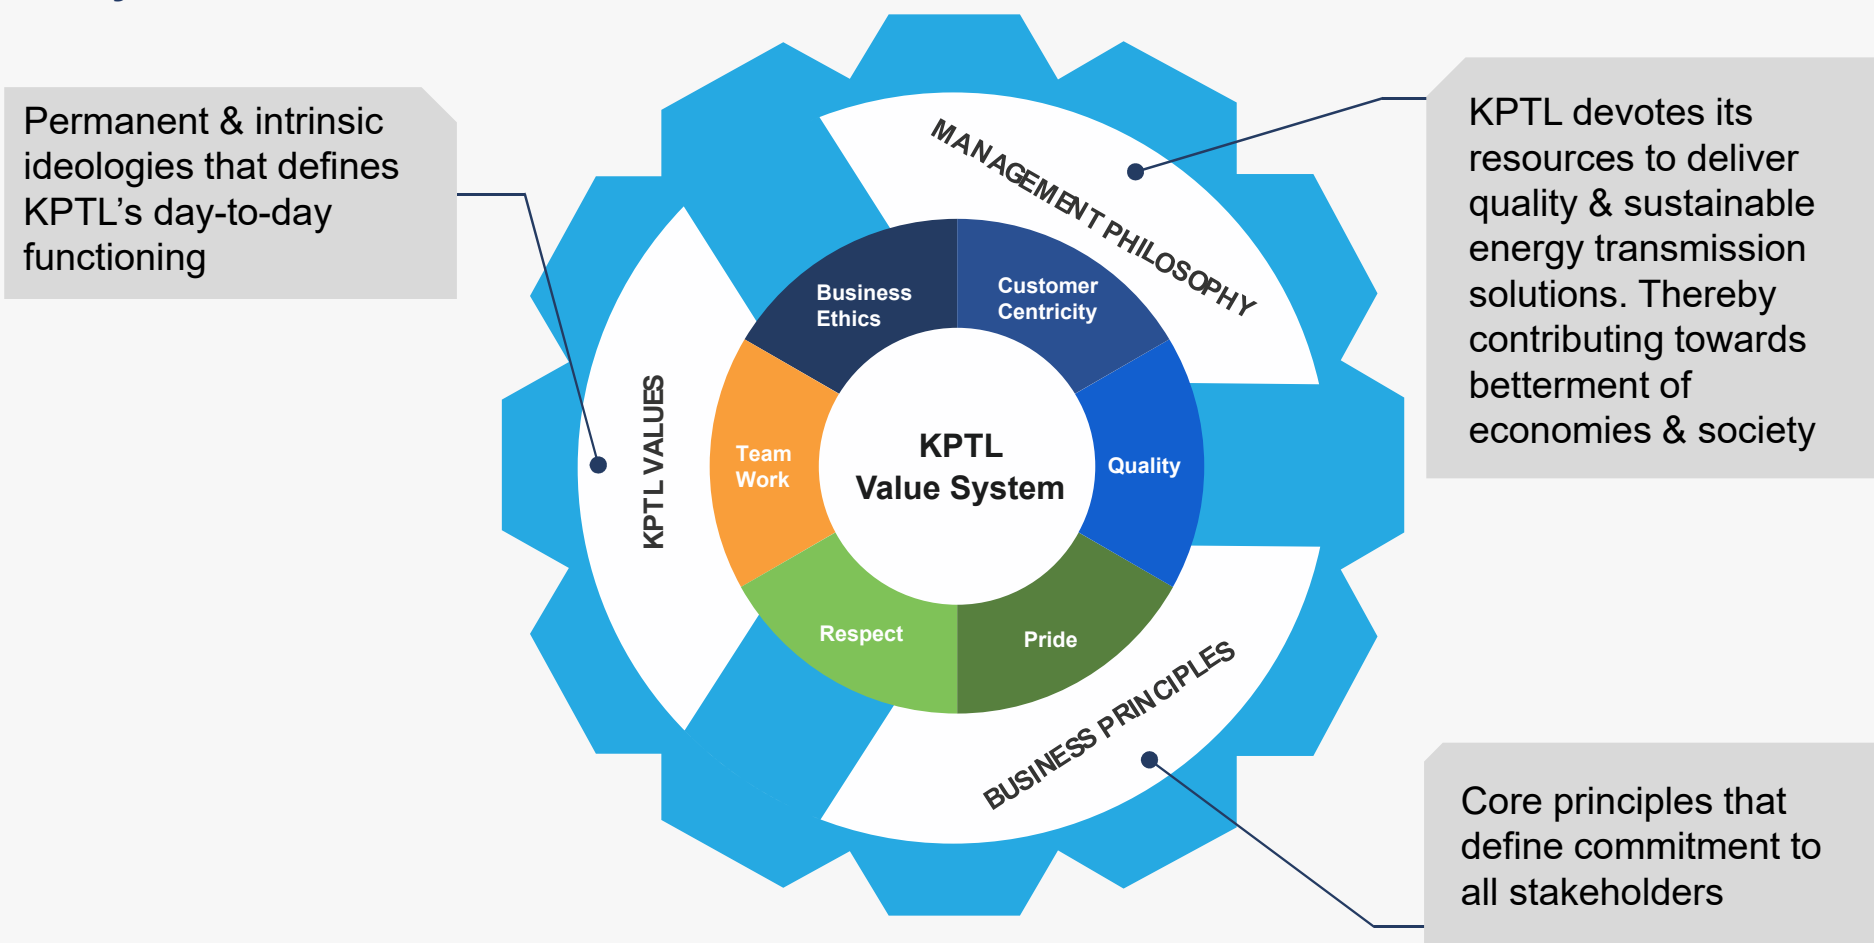 Permanent & intrinsic
ideologies that defines
KPTL’s day-to-day
functioning
MANAGEMENT PHILOSOPHY
KPTL devotes its
resources to deliver
quality & sustainable
energy transmission
solutions. Thereby
contributing towards
betterment of
economies & society
Business
Ethics
Customer
Centricity
KPTL VALUES
Team
Work
KPTL
Value System
Quality
Respect
Pride
BUSINESS PRINCIPLES
Core principles that
define commitment to
all stakeholders